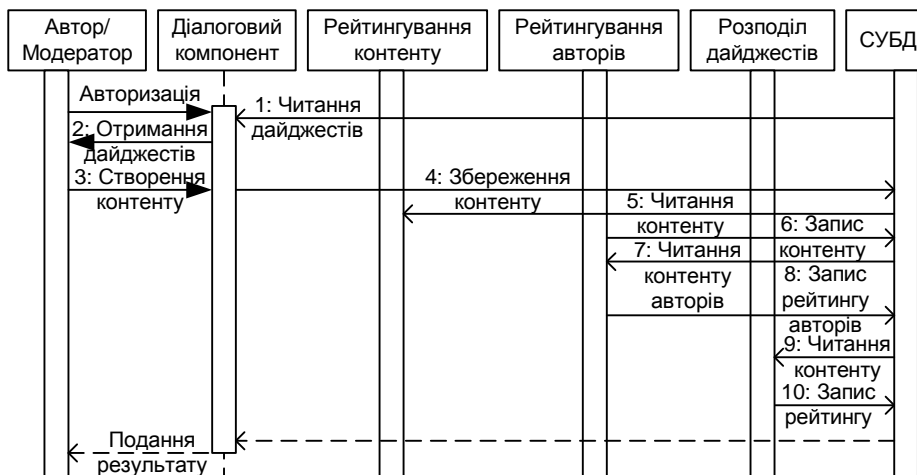 Автор/
Модератор
Діалоговий
компонент
Рейтингування
контенту
Рейтингування
авторів
Розподіл
дайджестів
СУБД
Авторизація
1: Читання
дайджестів
2: Отримання
дайджестів
3: Створення
контенту
4: Збереження
контенту
5: Читання
контенту
6: Запис
контенту
7: Читання
контенту
авторів
8: Запис
рейтингу
авторів
9: Читання
контенту
10: Запис
рейтингу
Подання
результату